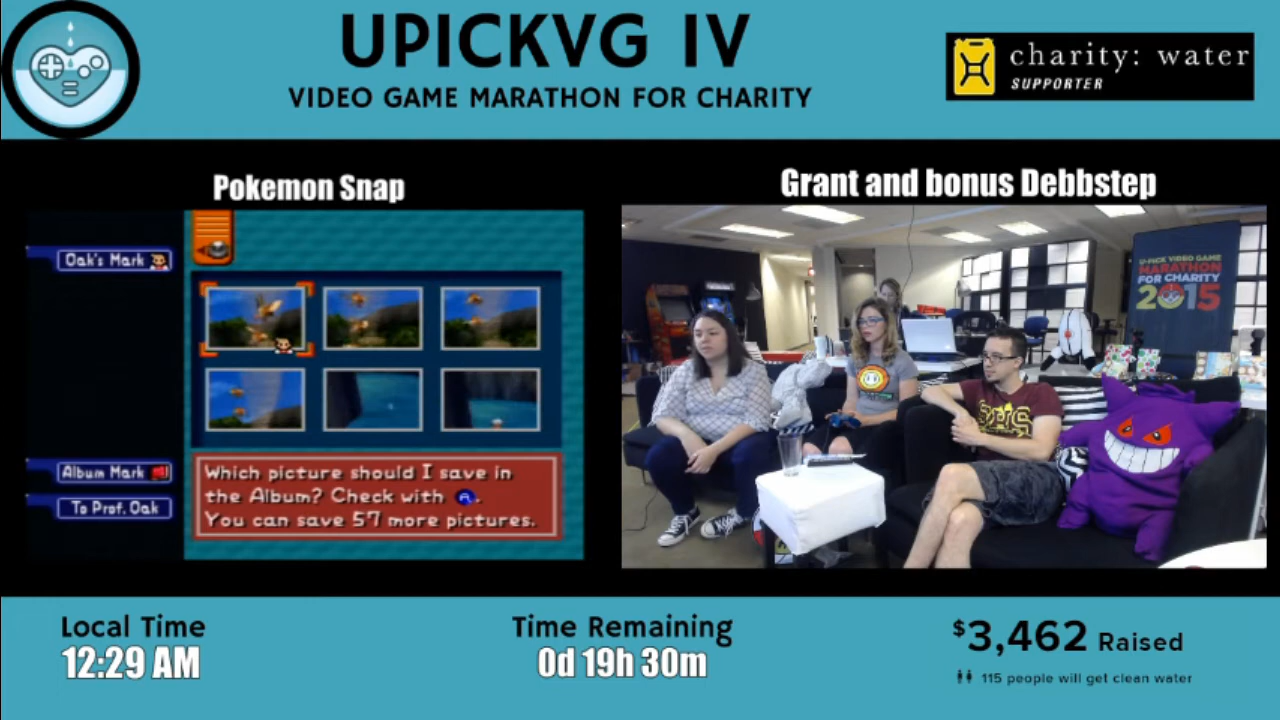 UPICKVG IV
VIDEO GAME MARATHON FOR CHARITY
charity: water
SUPPORTER
Pokemon Snap
Grant and bonus Debbstep
Oak's Mark
Album Mark
To Prof. Oak
Which picture should I save in
the Album? Check with A.
You can save 57 more pictures.
U-PICK VIDEO GAME
MARATHON
FOR CHARITY
2015
Local Time
12:29 AM
Time Remaining
0d 19h 30m
$3,462 Raised
115 people will get clean water